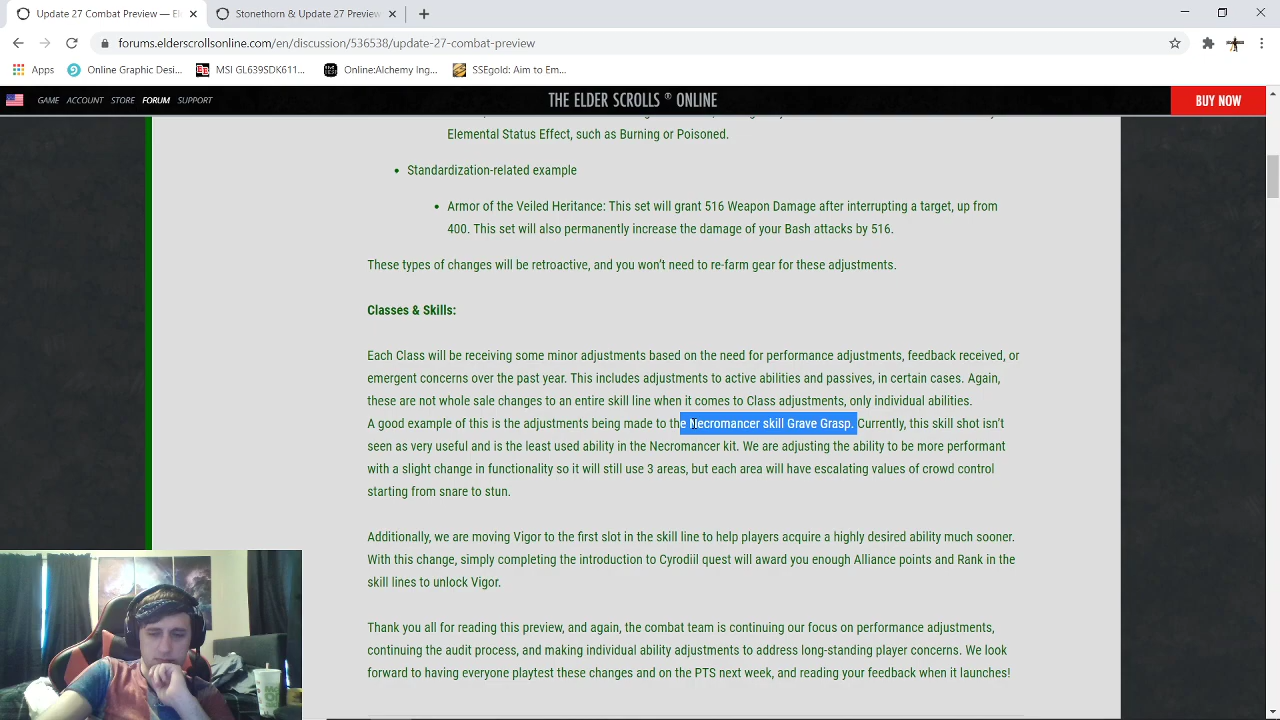 Update 27 Combat Preview — El
Stonethorn & Update 27 Preview
forums.elderscrollsonline.com/en/discussion/536538/update-27-combat-preview
Apps Online Graphic Desi... MSI GL639SDK611... Online:Alchemy Ing... SSEgold: Aim to Em...
GAME ACCOUNT STORE FORUM SUPPORT THE ELDER SCROLLS ® ONLINE BUY NOW
Elemental Status Effect, such as Burning or Poisoned.
• Standardization-related example
• Armor of the Veiled Heritance: This set will grant 516 Weapon Damage after interrupting a target, up from
400. This set will also permanently increase the damage of your Bash attacks by 516.
These types of changes will be retroactive, and you won't need to re-farm gear for these adjustments.
Classes & Skills:
Each Class will be receiving some minor adjustments based on the need for performance adjustments, feedback received, or
emergent concerns over the past year. This includes adjustments to active abilities and passives, in certain cases. Again,
these are not whole sale changes to an entire skill line when it comes to Class adjustments, only individual abilities.
A good example of this is the adjustments being made to the Necromancer skill Grave Grasp. Currently, this skill shot isn't
seen as very useful and is the least used ability in the Necromancer kit. We are adjusting the ability to be more performant
with a slight change in functionality so it will still use 3 areas, but each area will have escalating values of crowd control
starting from snare to stun.
Additionally, we are moving Vigor to the first slot in the skill line to help players acquire a highly desired ability much sooner.
With this change, simply completing the introduction to Cyrodiil quest will award you enough Alliance points and Rank in the
skill lines to unlock Vigor.
Thank you all for reading this preview, and again, the combat team is continuing our focus on performance adjustments,
continuing the audit process, and making individual ability adjustments to address long-standing player concerns. We look
forward to having everyone playtest these changes and on the PTS next week, and reading your feedback when it launches!